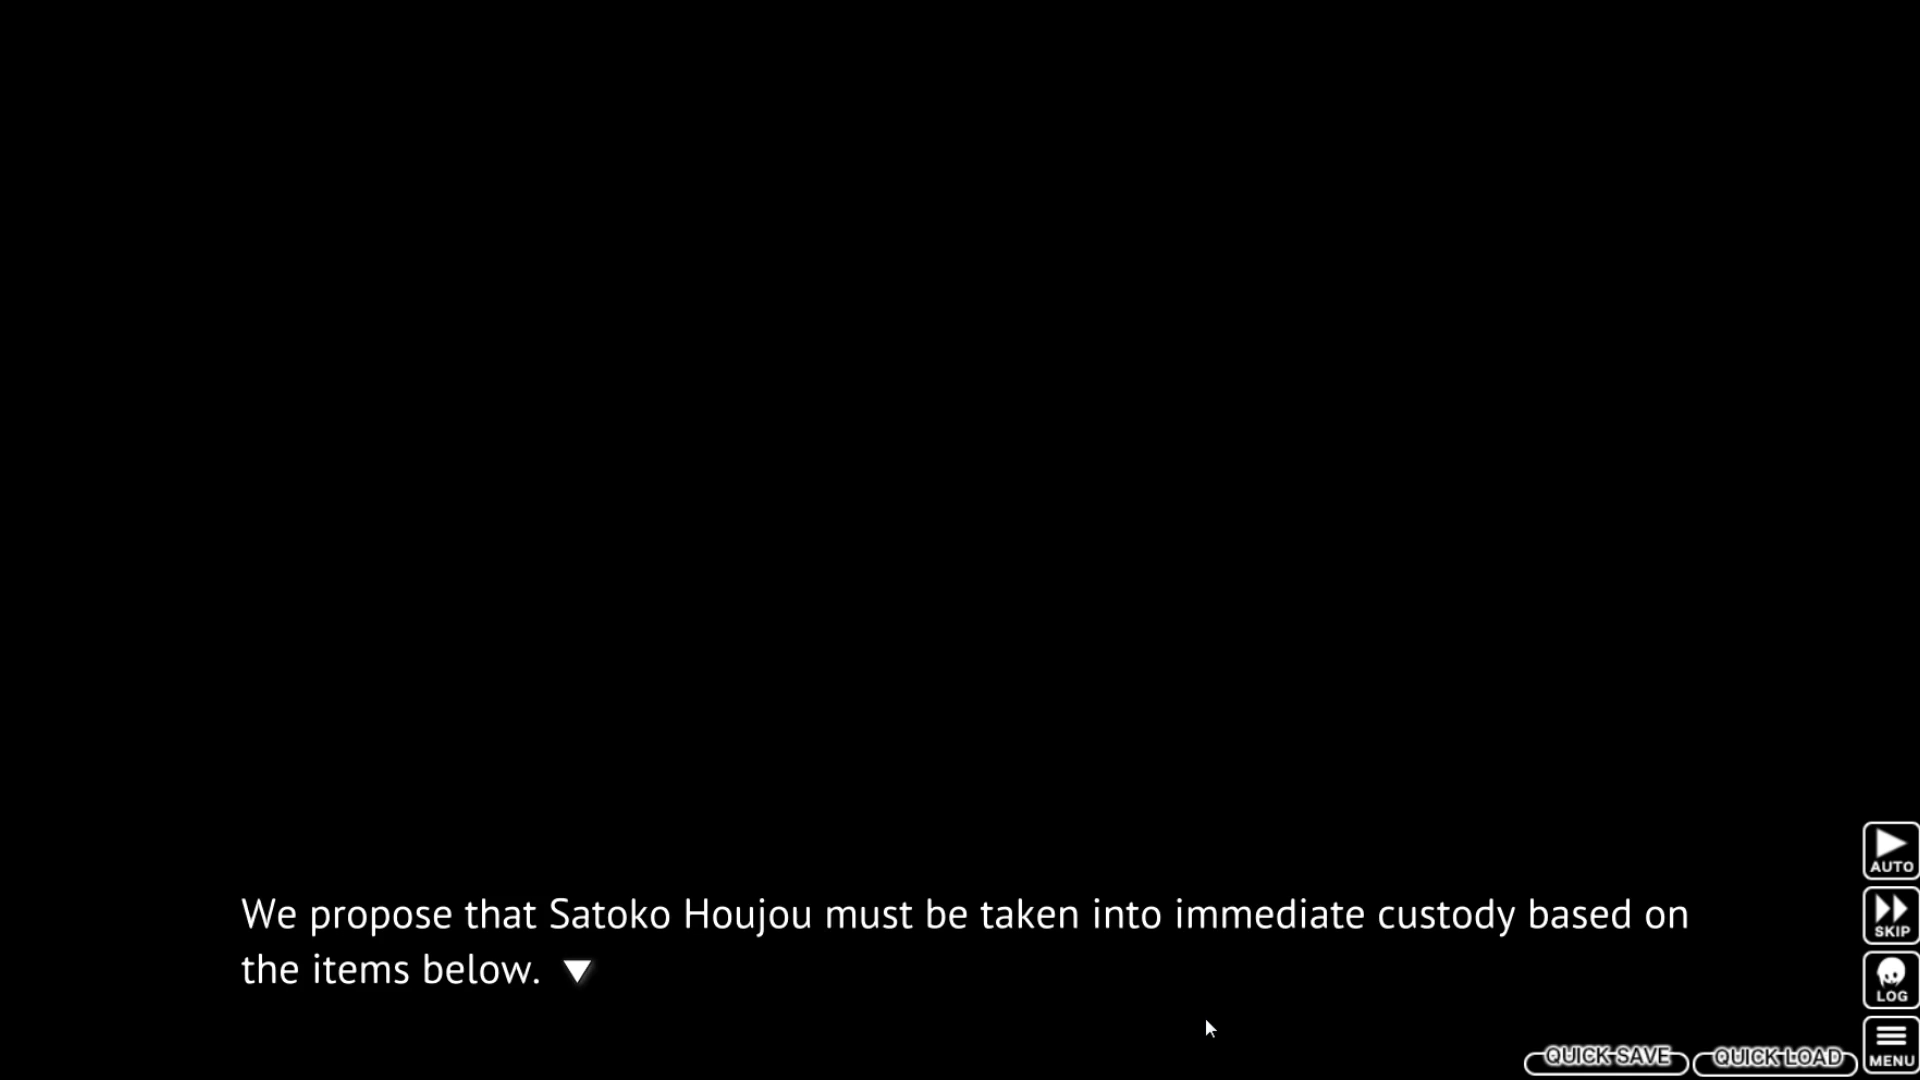 We propose that Satoko Houjou must be taken into immediate custody based on
the items below.
AUTO
SKIP
LOG
MENU
QUICK SAVE
QUICK LOAD